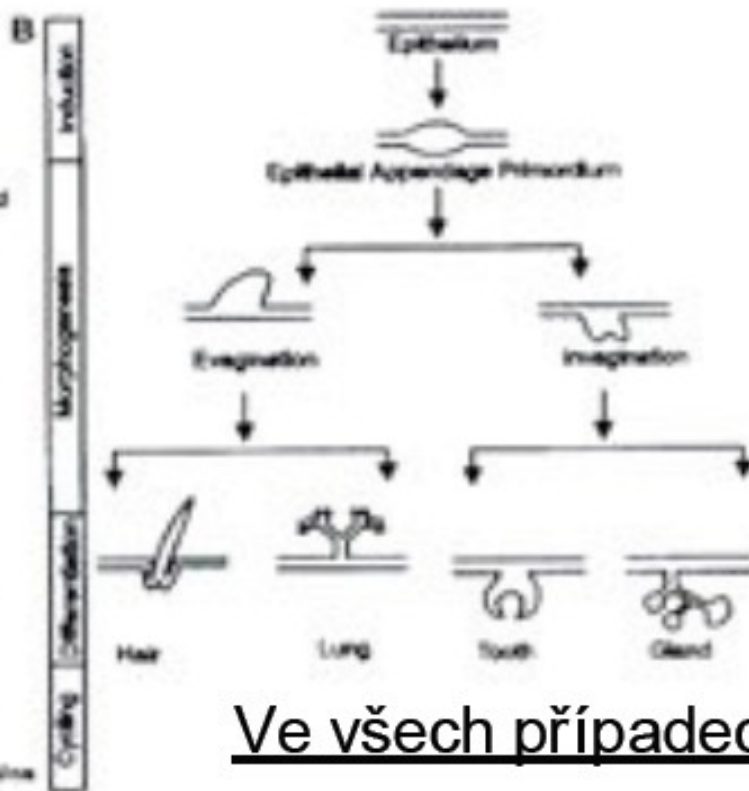 B
Induction
Epithelium
Epithelial Appendage Primordium
Morphogenesis
Evagination
Invagination
Differentiation
Hair
Lung
Tooth
Gland
Cycling
Ve všech případec